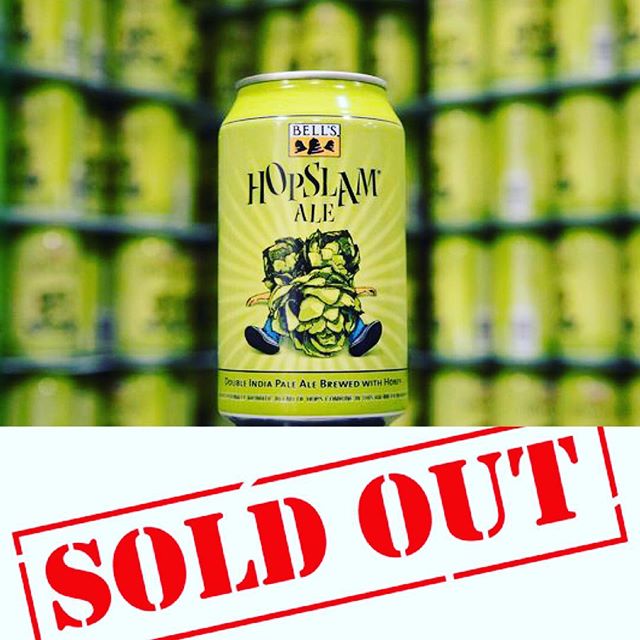 BELL'S
HOPSLAM®
ALE
DOUBLE INDIA PALE ALE BREWED WITH HONEY
SOLD OUT